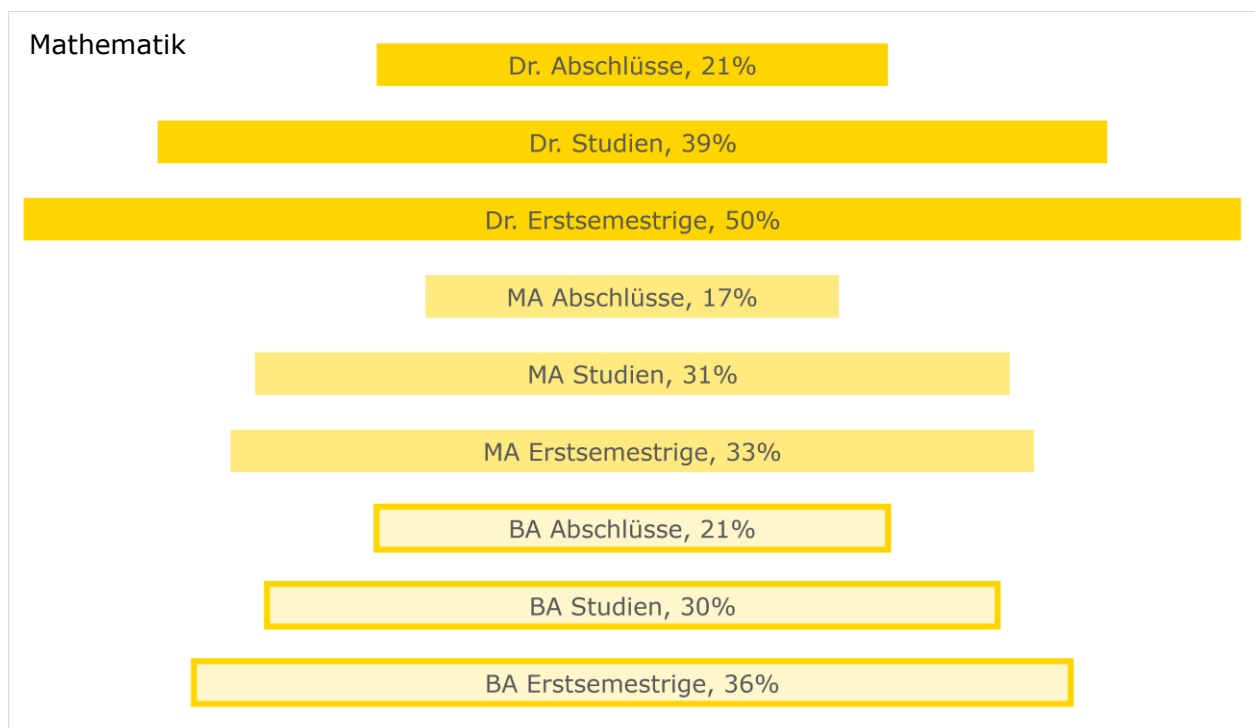 Mathematik
Dr. Abschlüsse, 21%
Dr. Studien, 39%
Dr. Erstsemestrige, 50%
MA Abschlüsse, 17%
MA Studien, 31%
MA Erstsemestrige, 33%
BA Abschlüsse, 21%
BA Studien, 30%
BA Erstsemestrige, 36%